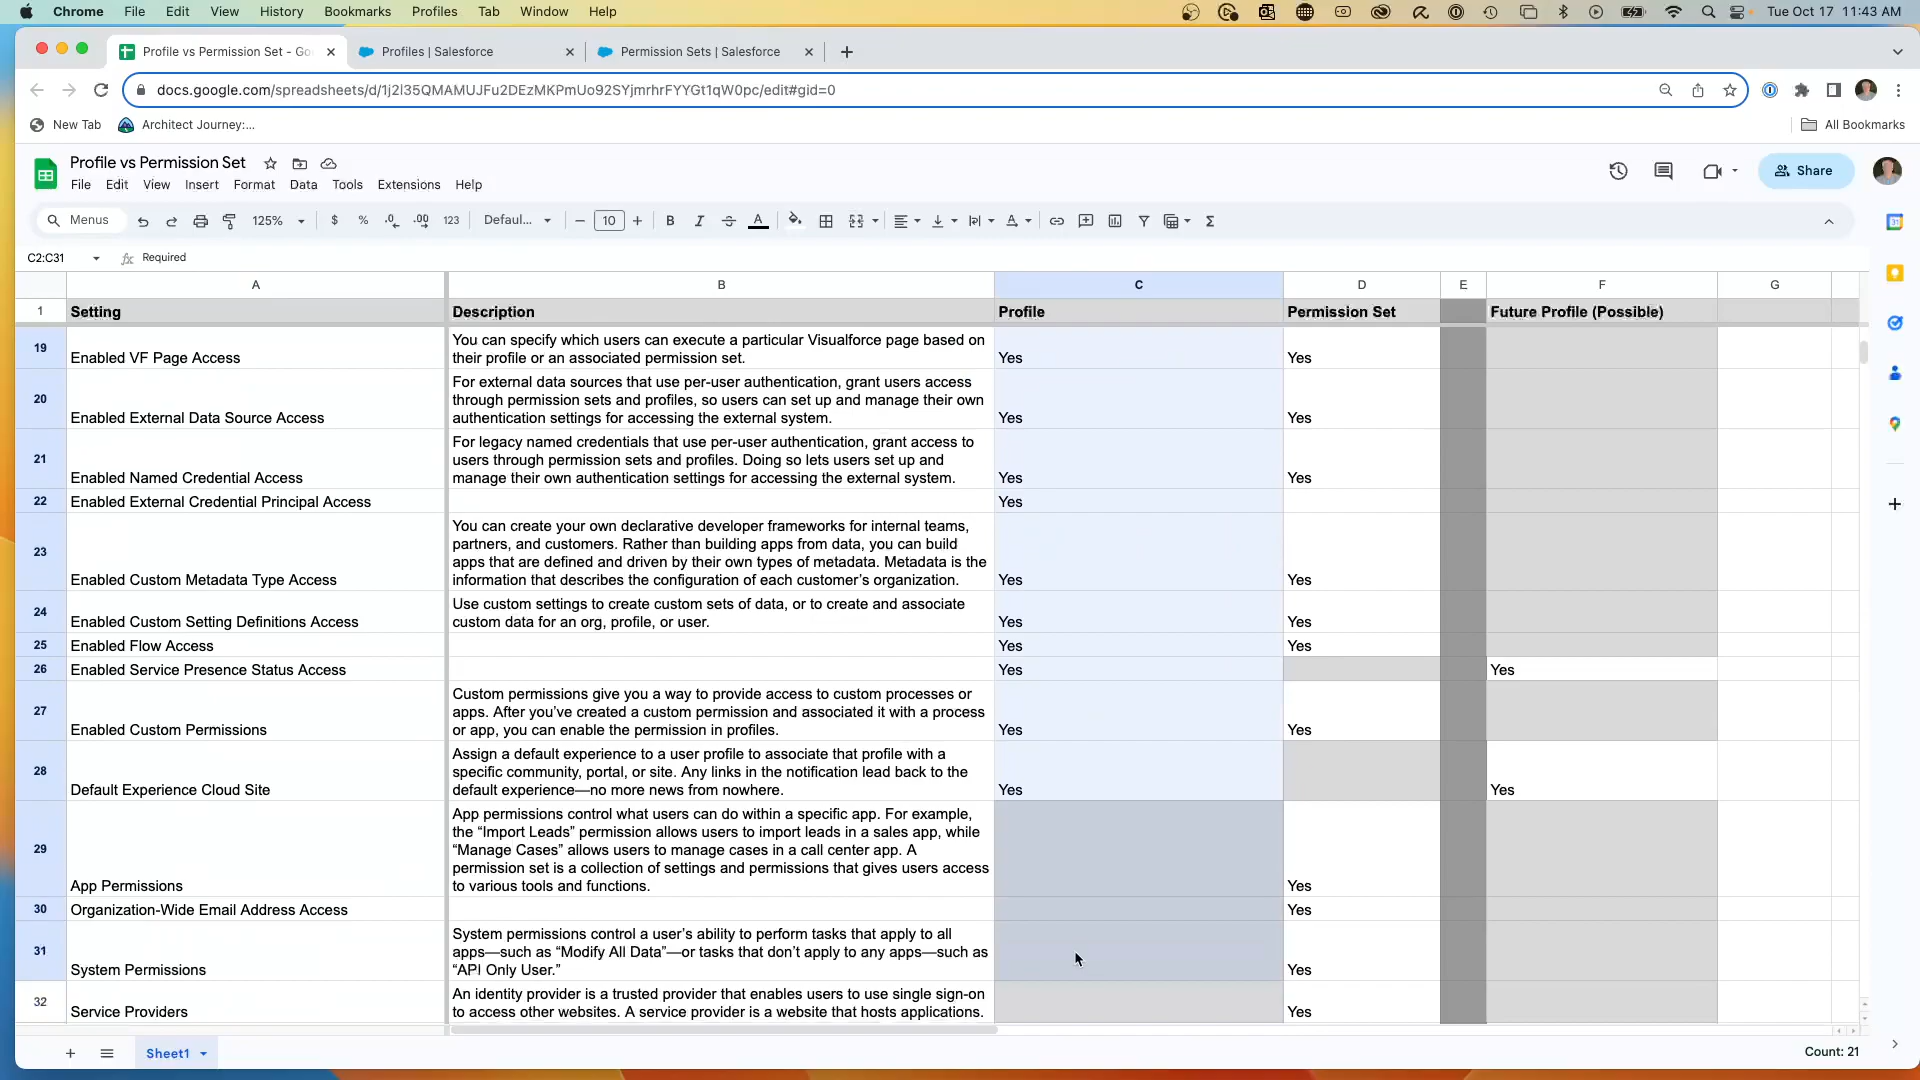 Chrome File Edit View History Bookmarks Profiles Tab Window Help Tue Oct 17 11:43 AM
Profile vs Permission Set - Go Profiles | Salesforce Permission Sets | Salesforce
docs.google.com/spreadsheets/d/1j2l35QMAMUJFu2DEzMKPmUo92SYjmrhrFYYGt1qW0pc/edit#gid=0
New Tab Architect Journey:... All Bookmarks
Profile vs Permission Set
File Edit View Insert Format Data Tools Extensions Help
Share
Menus 125% $ % .0 .00 123 Defaul... 10 B I A Σ
C2:C31 fx Required
A B C D E F G
1 Setting Description Profile Permission Set Future Profile (Possible)
19 Enabled VF Page Access
You can specify which users can execute a particular Visualforce page based on
their profile or an associated permission set.
Yes Yes
20 Enabled External Data Source Access
For external data sources that use per-user authentication, grant users access
through permission sets and profiles, so users can set up and manage their own
authentication settings for accessing the external system.
Yes Yes
21 Enabled Named Credential Access
For legacy named credentials that use per-user authentication, grant access to
users through permission sets and profiles. Doing so lets users set up and
manage their own authentication settings for accessing the external system.
Yes Yes
22 Enabled External Credential Principal Access Yes
23 Enabled Custom Metadata Type Access
You can create your own declarative developer frameworks for internal teams,
partners, and customers. Rather than building apps from data, you can build
apps that are defined and driven by their own types of metadata. Metadata is the
information that describes the configuration of each customer’s organization.
Yes Yes
24 Enabled Custom Setting Definitions Access
Use custom settings to create custom sets of data, or to create and associate
custom data for an org, profile, or user.
Yes Yes
25 Enabled Flow Access Yes Yes
26 Enabled Service Presence Status Access Yes Yes
27 Enabled Custom Permissions
Custom permissions give you a way to provide access to custom processes or
apps. After you’ve created a custom permission and associated it with a process
or app, you can enable the permission in profiles.
Yes Yes
28 Default Experience Cloud Site
Assign a default experience to a user profile to associate that profile with a
specific community, portal, or site. Any links in the notification lead back to the
default experience—no more news from nowhere.
Yes Yes
29 App Permissions
App permissions control what users can do within a specific app. For example,
the “Import Leads” permission allows users to import leads in a sales app, while
“Manage Cases” allows users to manage cases in a call center app. A
permission set is a collection of settings and permissions that gives users access
to various tools and functions.
Yes
30 Organization-Wide Email Address Access Yes
31 System Permissions
System permissions control a user’s ability to perform tasks that apply to all
apps—such as “Modify All Data”—or tasks that don’t apply to any apps—such as
“API Only User.”
Yes
32 Service Providers
An identity provider is a trusted provider that enables users to use single sign-on
to access other websites. A service provider is a website that hosts applications.
Yes
Sheet1 Count: 21